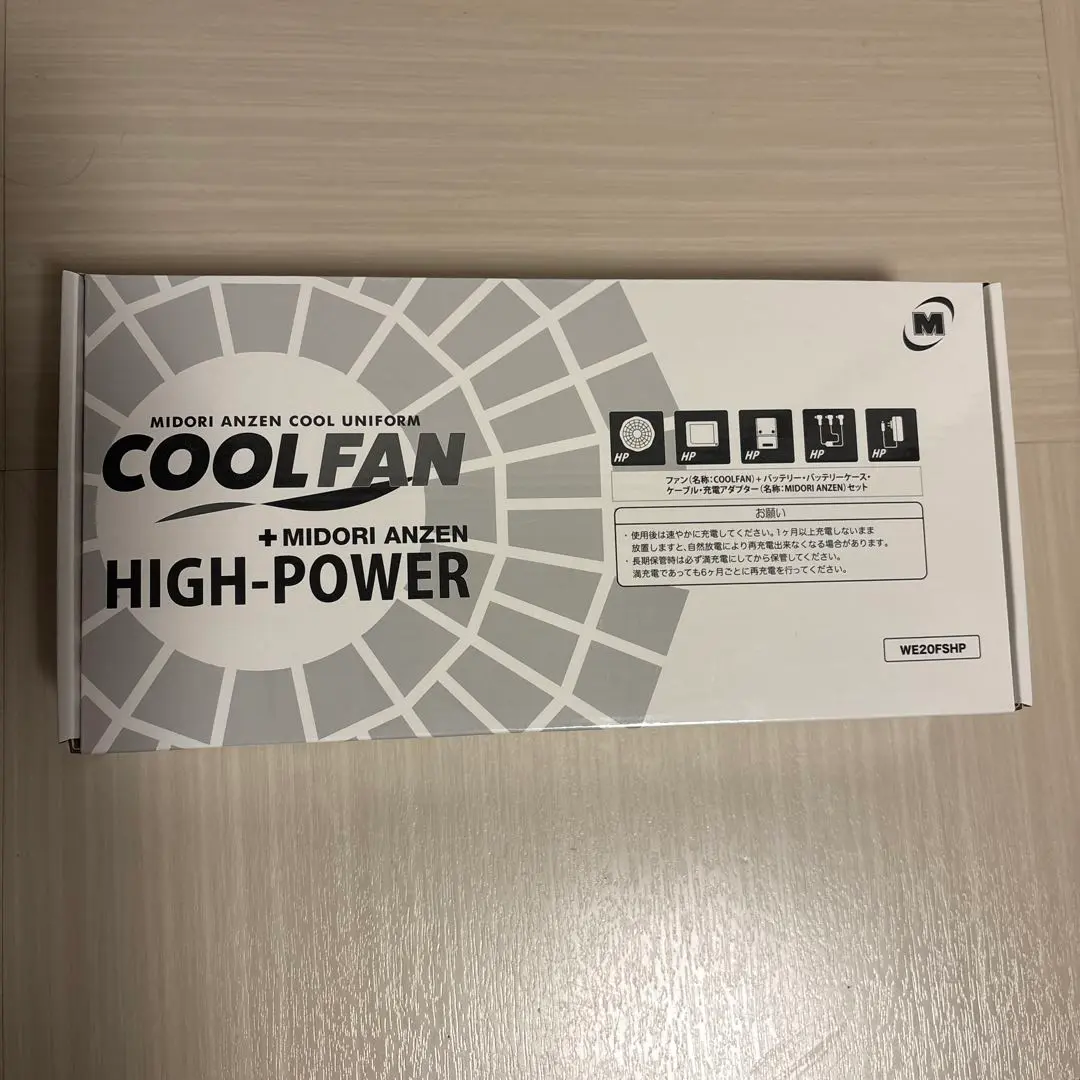 M
MIDORI ANZEN COOL UNIFORM
COOLFAN
+MIDORI ANZEN
HIGH-POWER
HP HP HP HP HP
ファン(名称:COOLFAN)+バッテリー・バッテリーケース・
ケーブル・充電アダプター(名称:MIDORI ANZEN)セット
お願い
・使用後は速やかに充電してください。1ヶ月以上充電しないまま
放置しますと、自然放電により再充電出来なくなる場合があります。
・長期保管時は必ず満充電にしてから保管してください。
満充電であっても6ヶ月ごとに再充電を行ってください。
WE20FSHP